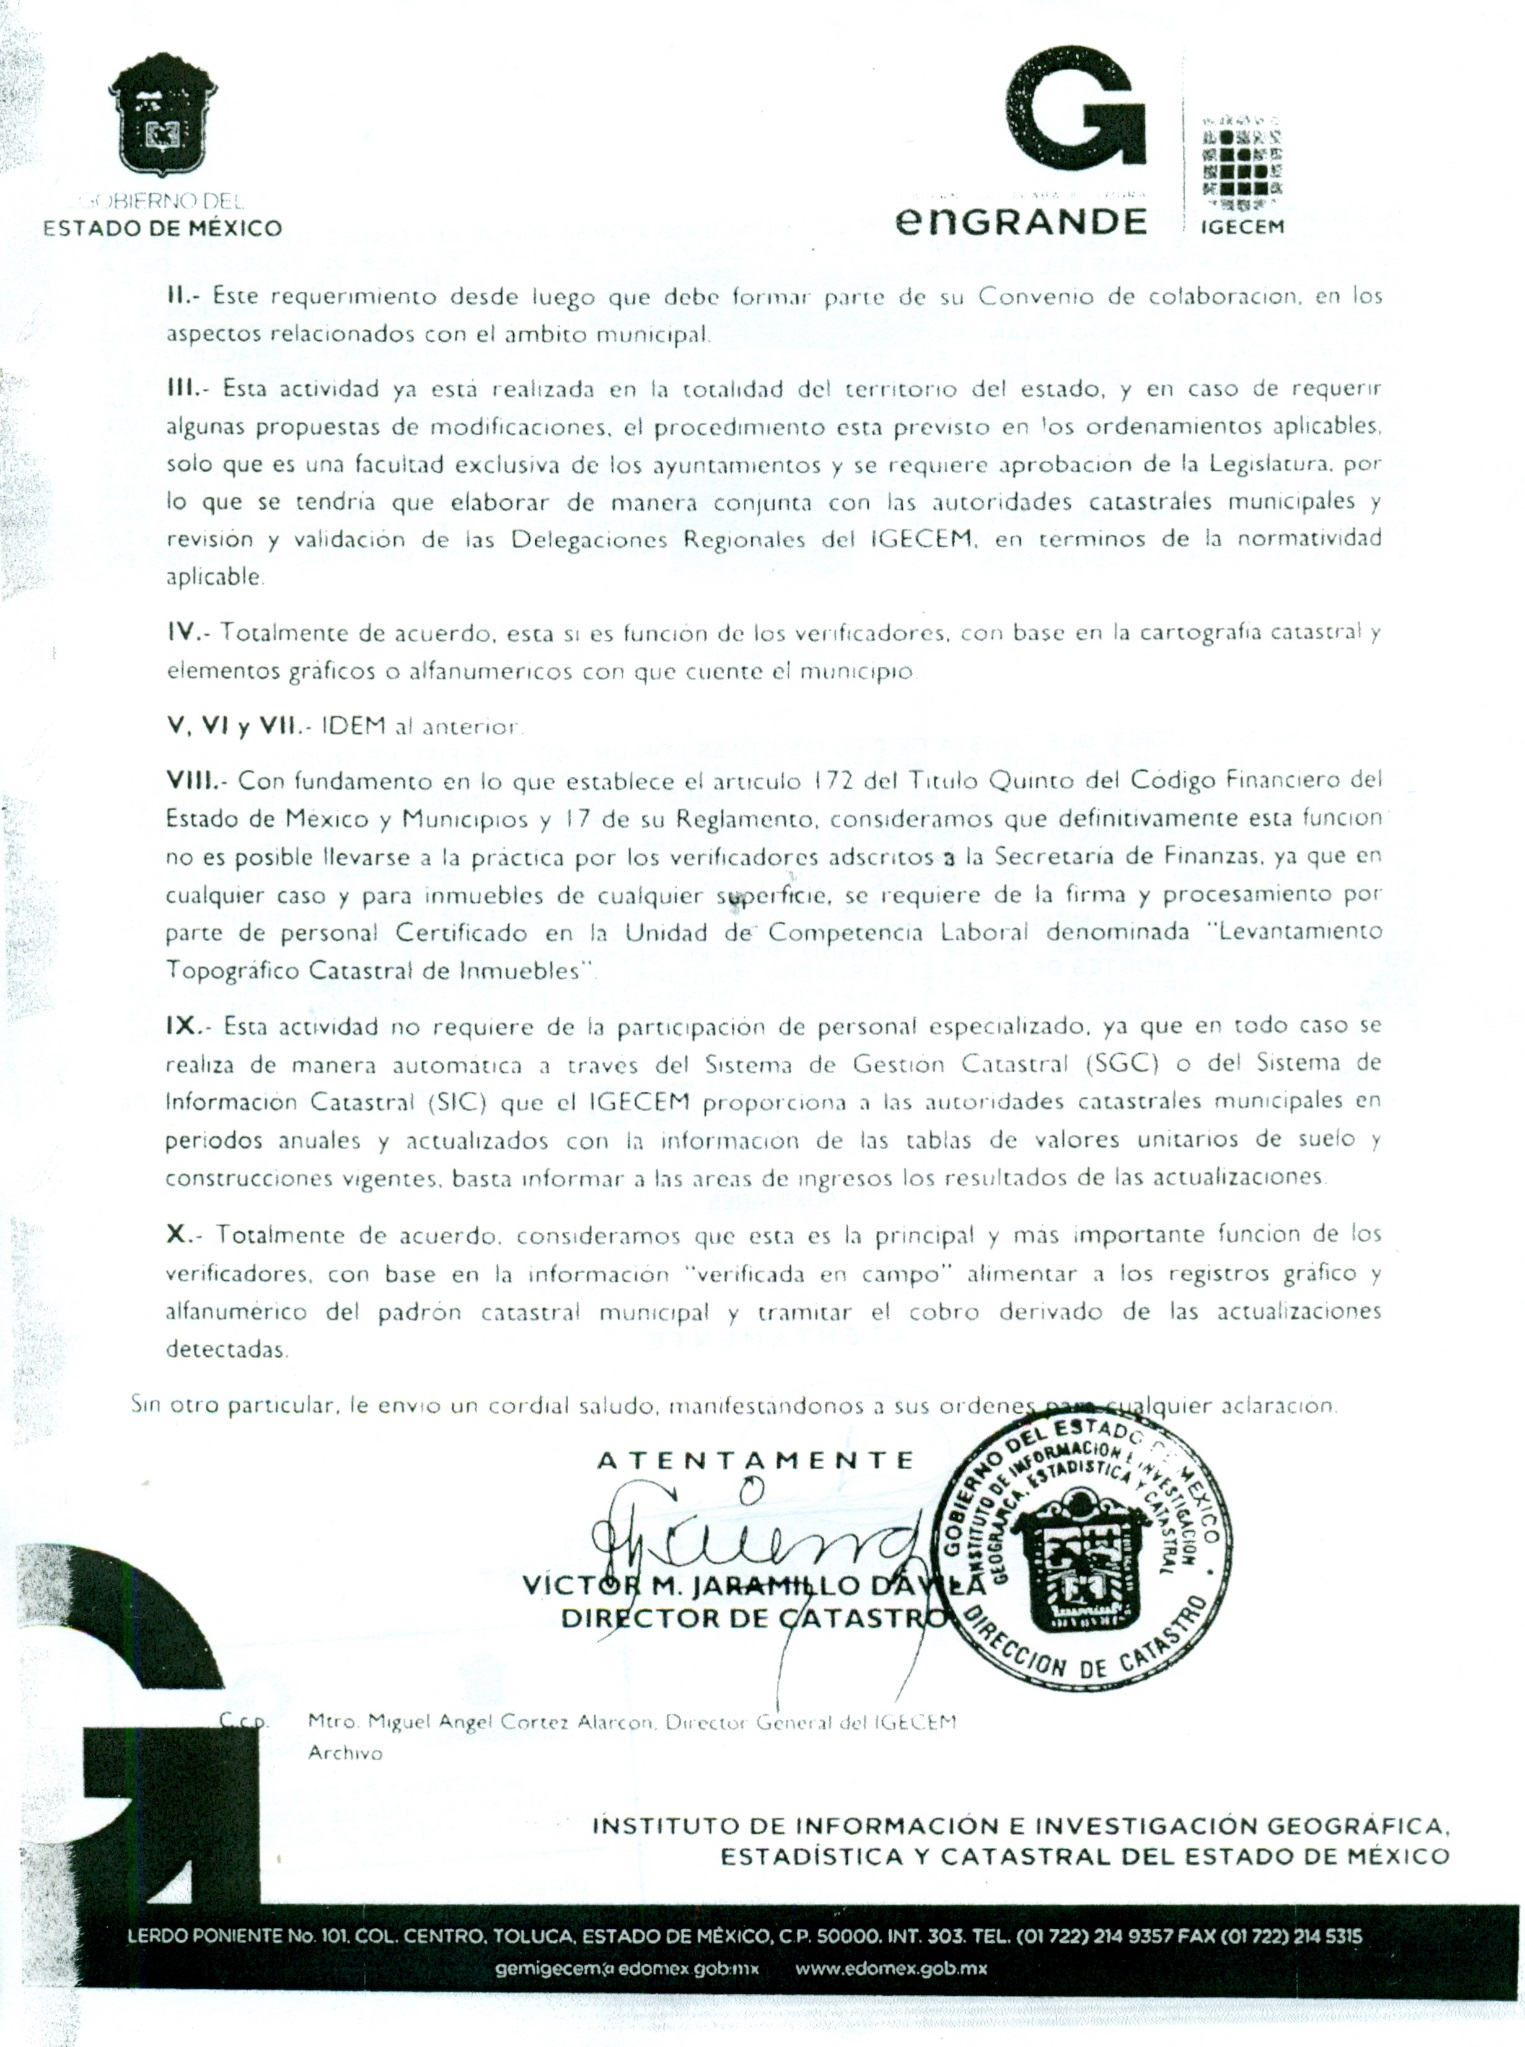 GOBIERNO DEL
ESTADO DE MÉXICO
enGRANDE
IGECEM
II.- Este requerimiento desde luego que debe formar parte de su Convenio de colaboracion, en los
aspectos relacionados con el ambito municipal.
III.- Esta actividad ya está realizada en la totalidad del territorio del estado, y en caso de requerir
algunas propuestas de modificaciones, el procedimiento esta previsto en los ordenamientos aplicables,
solo que es una facultad exclusiva de los ayuntamientos y se requiere aprobación de la Legislatura, por
lo que se tendría que elaborar de manera conjunta con las autoridades catastrales municipales y
revisión y validación de las Delegaciones Regionales del IGECEM, en terminos de la normatividad
aplicable.
IV.- Totalmente de acuerdo, esta si es función de los verificadores, con base en la cartografía catastral y
elementos gráficos o alfanuméricos con que cuente el municipio
V, VI y VII.- IDEM al anterior.
VIII.- Con fundamento en lo que establece el articulo 172 del Titulo Quinto del Código Financiero del
Estado de México y Municipios y 17 de su Reglamento, consideramos que definitivamente esta funcion
no es posible llevarse a la práctica por los verificadores adscritos a la Secretaría de Finanzas, ya que en
cualquier caso y para inmuebles de cualquier superficie, se requiere de la firma y procesamiento por
parte de personal Certificado en la Unidad de Competencia Laboral denominada "Levantamiento
Topográfico Catastral de Inmuebles".
IX.- Esta actividad no requiere de la participación de personal especializado, ya que en todo caso se
realiza de manera automática a través del Sistema de Gestión Catastral (SGC) o del Sistema de
Información Catastral (SIC) que el IGECEM proporciona a las autoridades catastrales municipales en
periodos anuales y actualizados con la información de las tablas de valores unitarios de suelo y
construcciones vigentes, basta informar a las areas de ingresos los resultados de las actualizaciones.
X.- Totalmente de acuerdo, consideramos que esta es la principal y más importante funcion de los
verificadores, con base en la información "verificada en campo" alimentar a los registros gráfico y
alfanumérico del padrón catastral municipal y tramitar el cobro derivado de las actualizaciones
detectadas.
Sin otro particular, le envio un cordial saludo, manifestándonos a sus ordenes para cualquier aclaración.
ATENTAMENTE
VÍCTOR M. JARAMILLO DÁVILA
DIRECTOR DE CATASTRO
GOBIERNO DEL ESTADO DE MEXICO
INSTITUTO DE INFORMACION E INVESTIGACION
GEOGRAFICA, ESTADISTICA Y CATASTRAL
DIRECCION DE CATASTRO
C.c.p. Mtro. Miguel Angel Cortez Alarcon, Director General del IGECEM
Archivo
INSTITUTO DE INFORMACIÓN E INVESTIGACIÓN GEOGRÁFICA,
ESTADÍSTICA Y CATASTRAL DEL ESTADO DE MÉXICO
LERDO PONIENTE No. 101, COL. CENTRO, TOLUCA, ESTADO DE MÉXICO, C.P. 50000. INT. 303. TEL. (01 722) 214 9357 FAX (01 722) 214 5315
gemigecem@edomex.gob.mx www.edomex.gob.mx